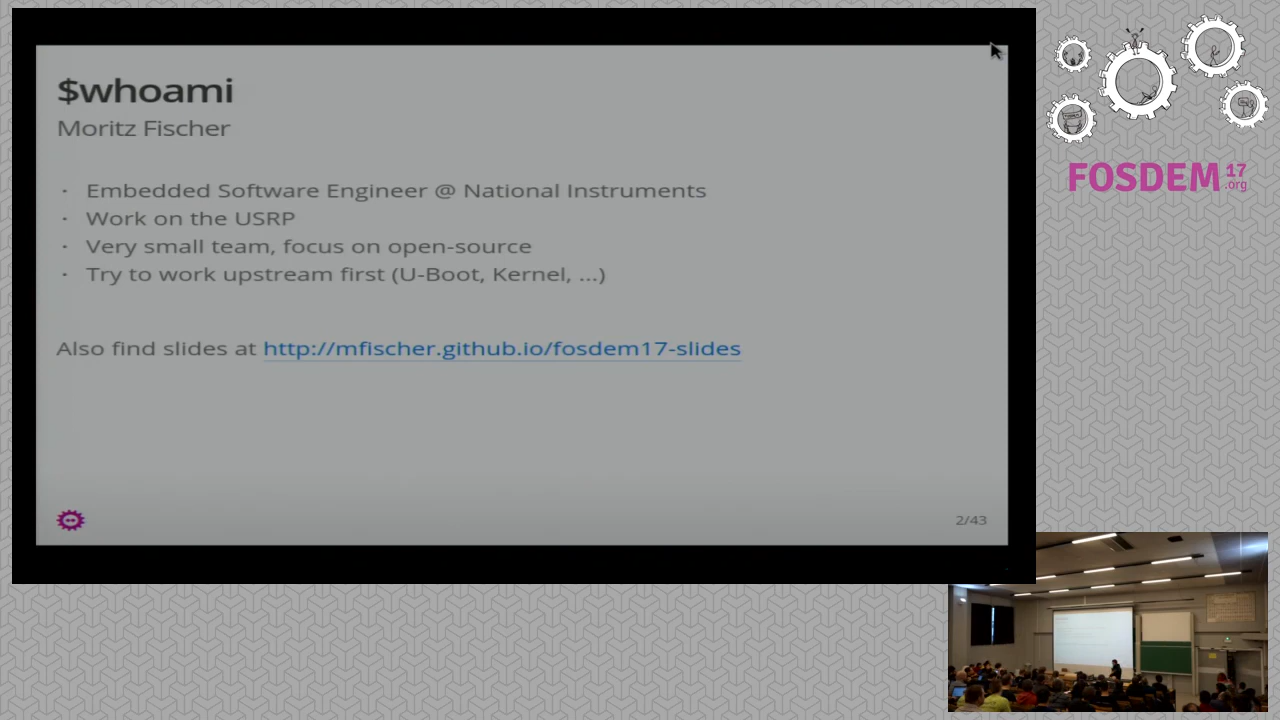 $whoami
Moritz Fischer
· Embedded Software Engineer @ National Instruments
· Work on the USRP
· Very small team, focus on open-source
· Try to work upstream first (U-Boot, Kernel, ...)
Also find slides at http://mfischer.github.io/fosdem17-slides
2/43
FOSDEM 17
.org